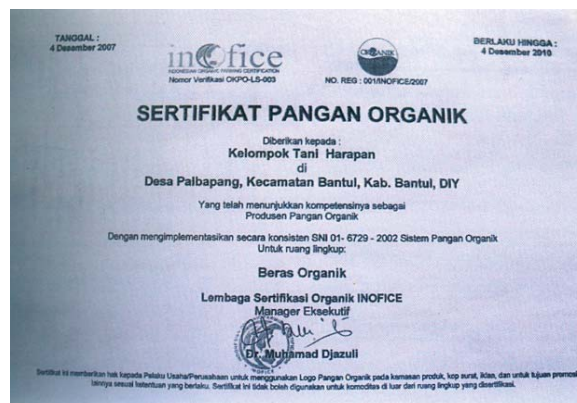 TANGGAL :
4 Desember 2007
inOfice
INDONESIAN ORGANIC FARMING CERTIFICATION
Nomor Verifikasi OKPO-LS-003
ORGANIK
NO. REG : 001/INOFICE/2007
BERLAKU HINGGA :
4 Desember 2010
SERTIFIKAT PANGAN ORGANIK
Diberikan kepada :
Kelompok Tani Harapan
di
Desa Palbapang, Kecamatan Bantul, Kab. Bantul, DIY
Yang telah menunjukkan kompetensinya sebagai
Produsen Pangan Organik
Dengan mengimplementasikan secara konsisten SNI 01- 6729 - 2002 Sistem Pangan Organik
Untuk ruang lingkup:
Beras Organik
Lembaga Sertifikasi Organik INOFICE
Manager Eksekutif
Dr. Muhamad Djazuli
Sertifikat ini memberikan hak kepada Pelaku Usaha/Perusahaan untuk menggunakan Logo Pangan Organik pada kemasan produk, kop surat, iklan, dan untuk tujuan promosi
lainnya sesuai ketentuan yang berlaku. Sertifikat ini tidak boleh digunakan untuk komoditas di luar dari ruang lingkup yang disertifikasi.